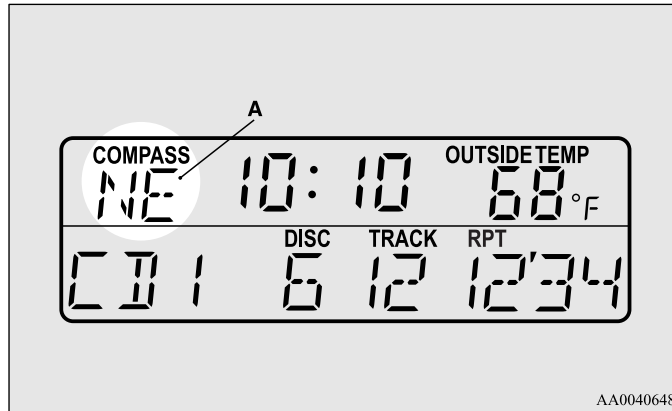 A
COMPASS OUTSIDE TEMP
NE 10:10 68°F
DISC TRACK RPT
CD1 6 12 12'34
AA0040648